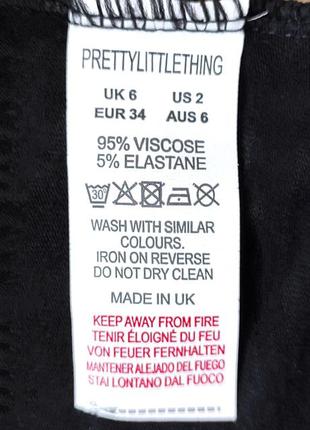 PRETTYLITTLETHING
UK 6 US 2
EUR 34 AUS 6
95% VISCOSE
5% ELASTANE
30°
WASH WITH SIMILAR
COLOURS.
IRON ON REVERSE
DO NOT DRY CLEAN
MADE IN UK
KEEP AWAY FROM FIRE
TENIR ÉLOIGNÉ DU FEU
VON FEUER FERNHALTEN
MANTENER ALEJADO DEL FUEGO
STAI LONTANO DAL FUOCO